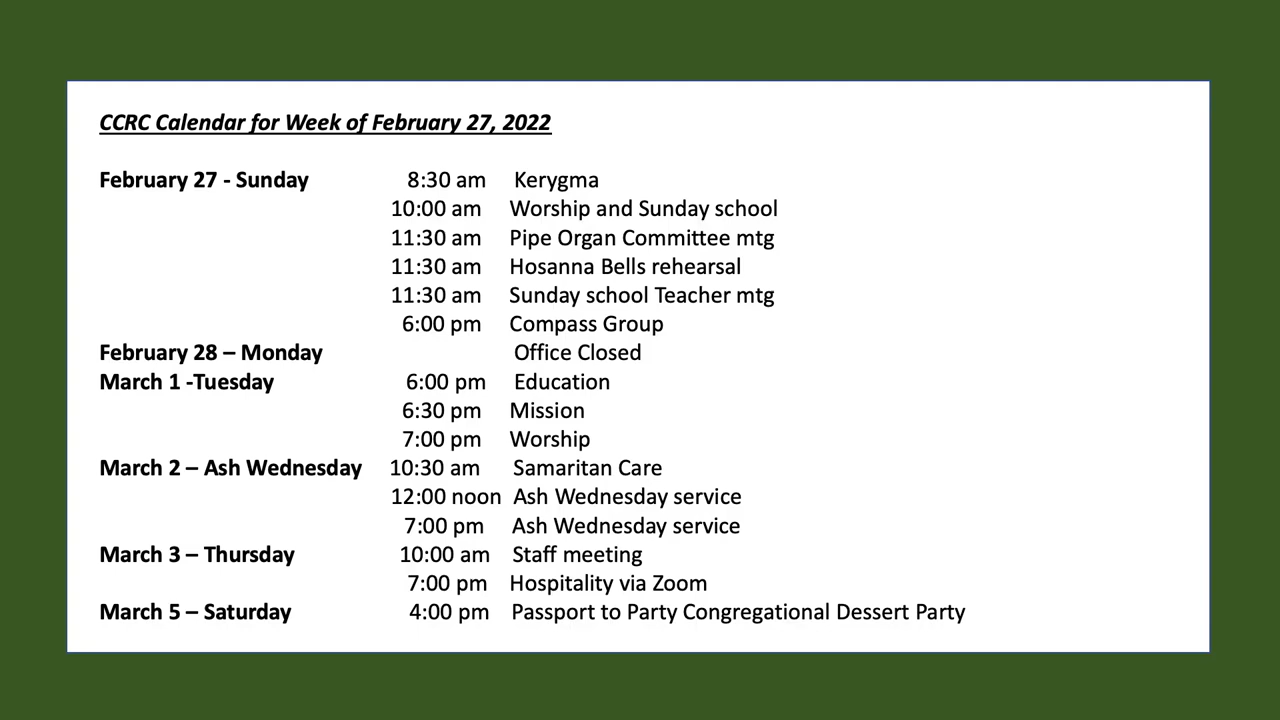 CCRC Calendar for Week of February 27, 2022
February 27 - Sunday 8:30 am Kerygma
10:00 am Worship and Sunday school
11:30 am Pipe Organ Committee mtg
11:30 am Hosanna Bells rehearsal
11:30 am Sunday school Teacher mtg
6:00 pm Compass Group
February 28 – Monday Office Closed
March 1 -Tuesday 6:00 pm Education
6:30 pm Mission
7:00 pm Worship
March 2 – Ash Wednesday 10:30 am Samaritan Care
12:00 noon Ash Wednesday service
7:00 pm Ash Wednesday service
March 3 – Thursday 10:00 am Staff meeting
7:00 pm Hospitality via Zoom
March 5 – Saturday 4:00 pm Passport to Party Congregational Dessert Party